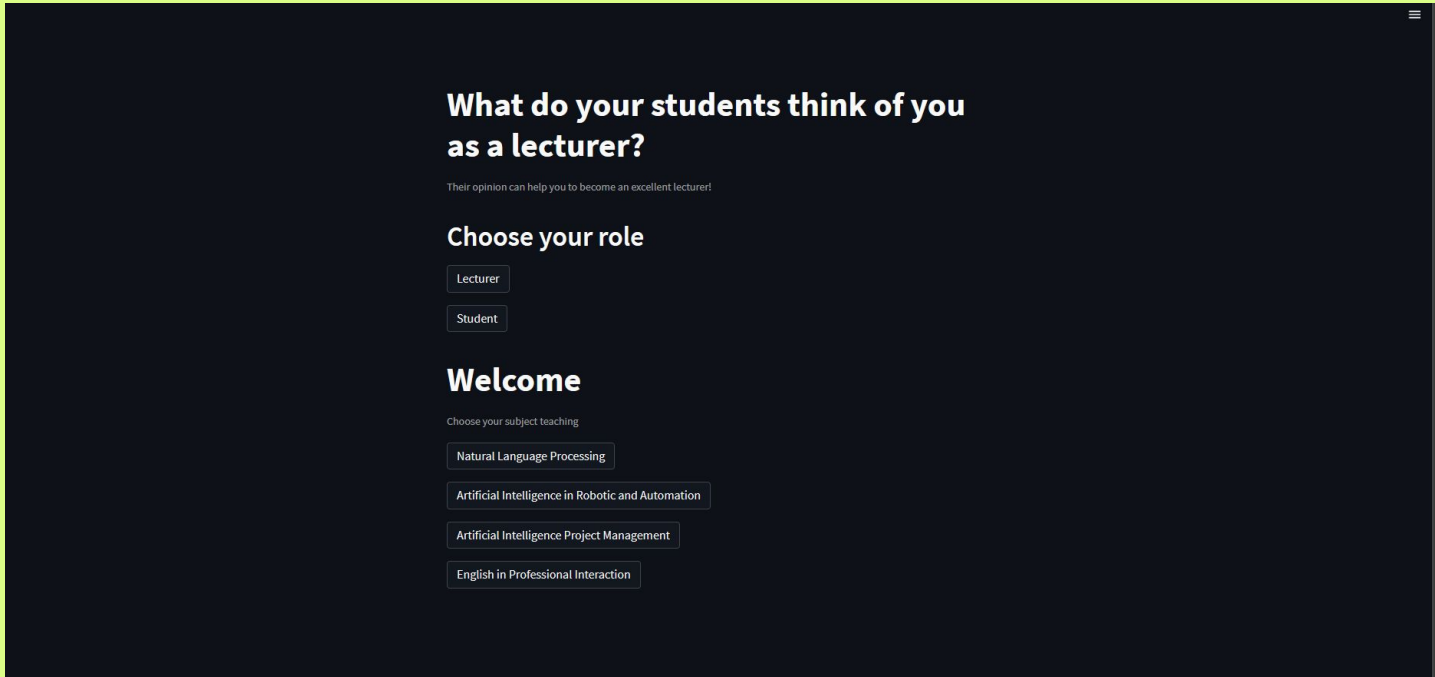 What do your students think of you
as a lecturer?
Their opinion can help you to become an excellent lecturer!
Choose your role
Lecturer
Student
Welcome
Choose your subject teaching
Natural Language Processing
Artificial Intelligence in Robotic and Automation
Artificial Intelligence Project Management
English in Professional Interaction